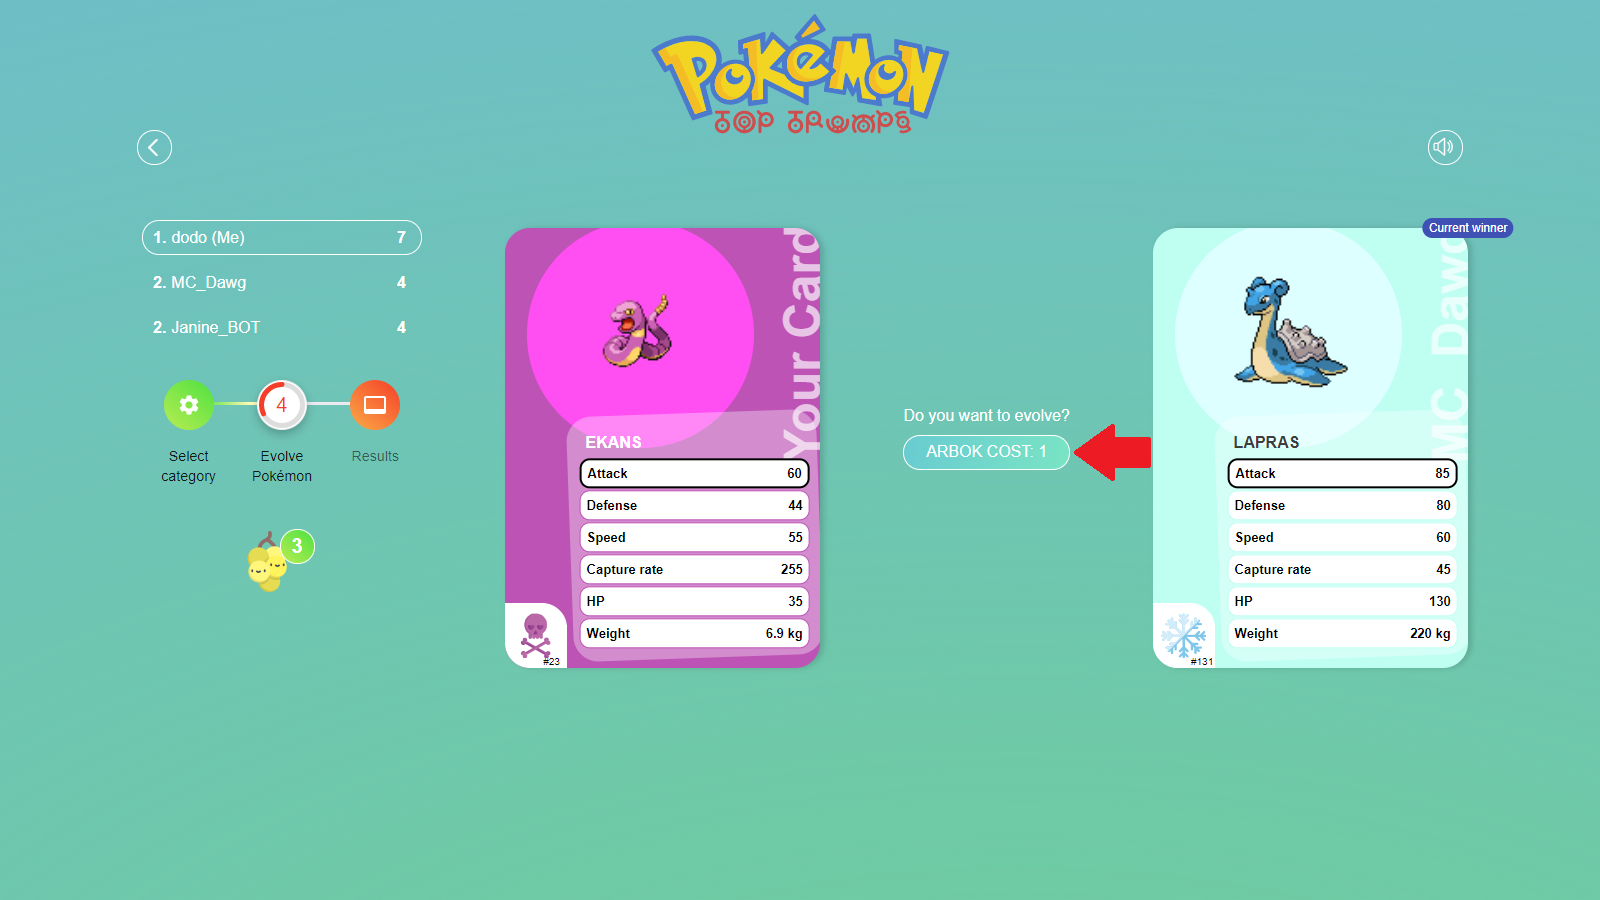 POKéMON
TOP TRUMPS
1. dodo (Me) 7
2. MC_Dawg 4
2. Janine_BOT 4
4
Select category
Evolve Pokémon
Results
3
Your Card
EKANS
Attack 60
Defense 44
Speed 55
Capture rate 255
HP 35
Weight 6.9 kg
#23
Do you want to evolve?
ARBOK COST: 1
Current winner
MC_Dawg
LAPRAS
Attack 85
Defense 80
Speed 60
Capture rate 45
HP 130
Weight 220 kg
#131